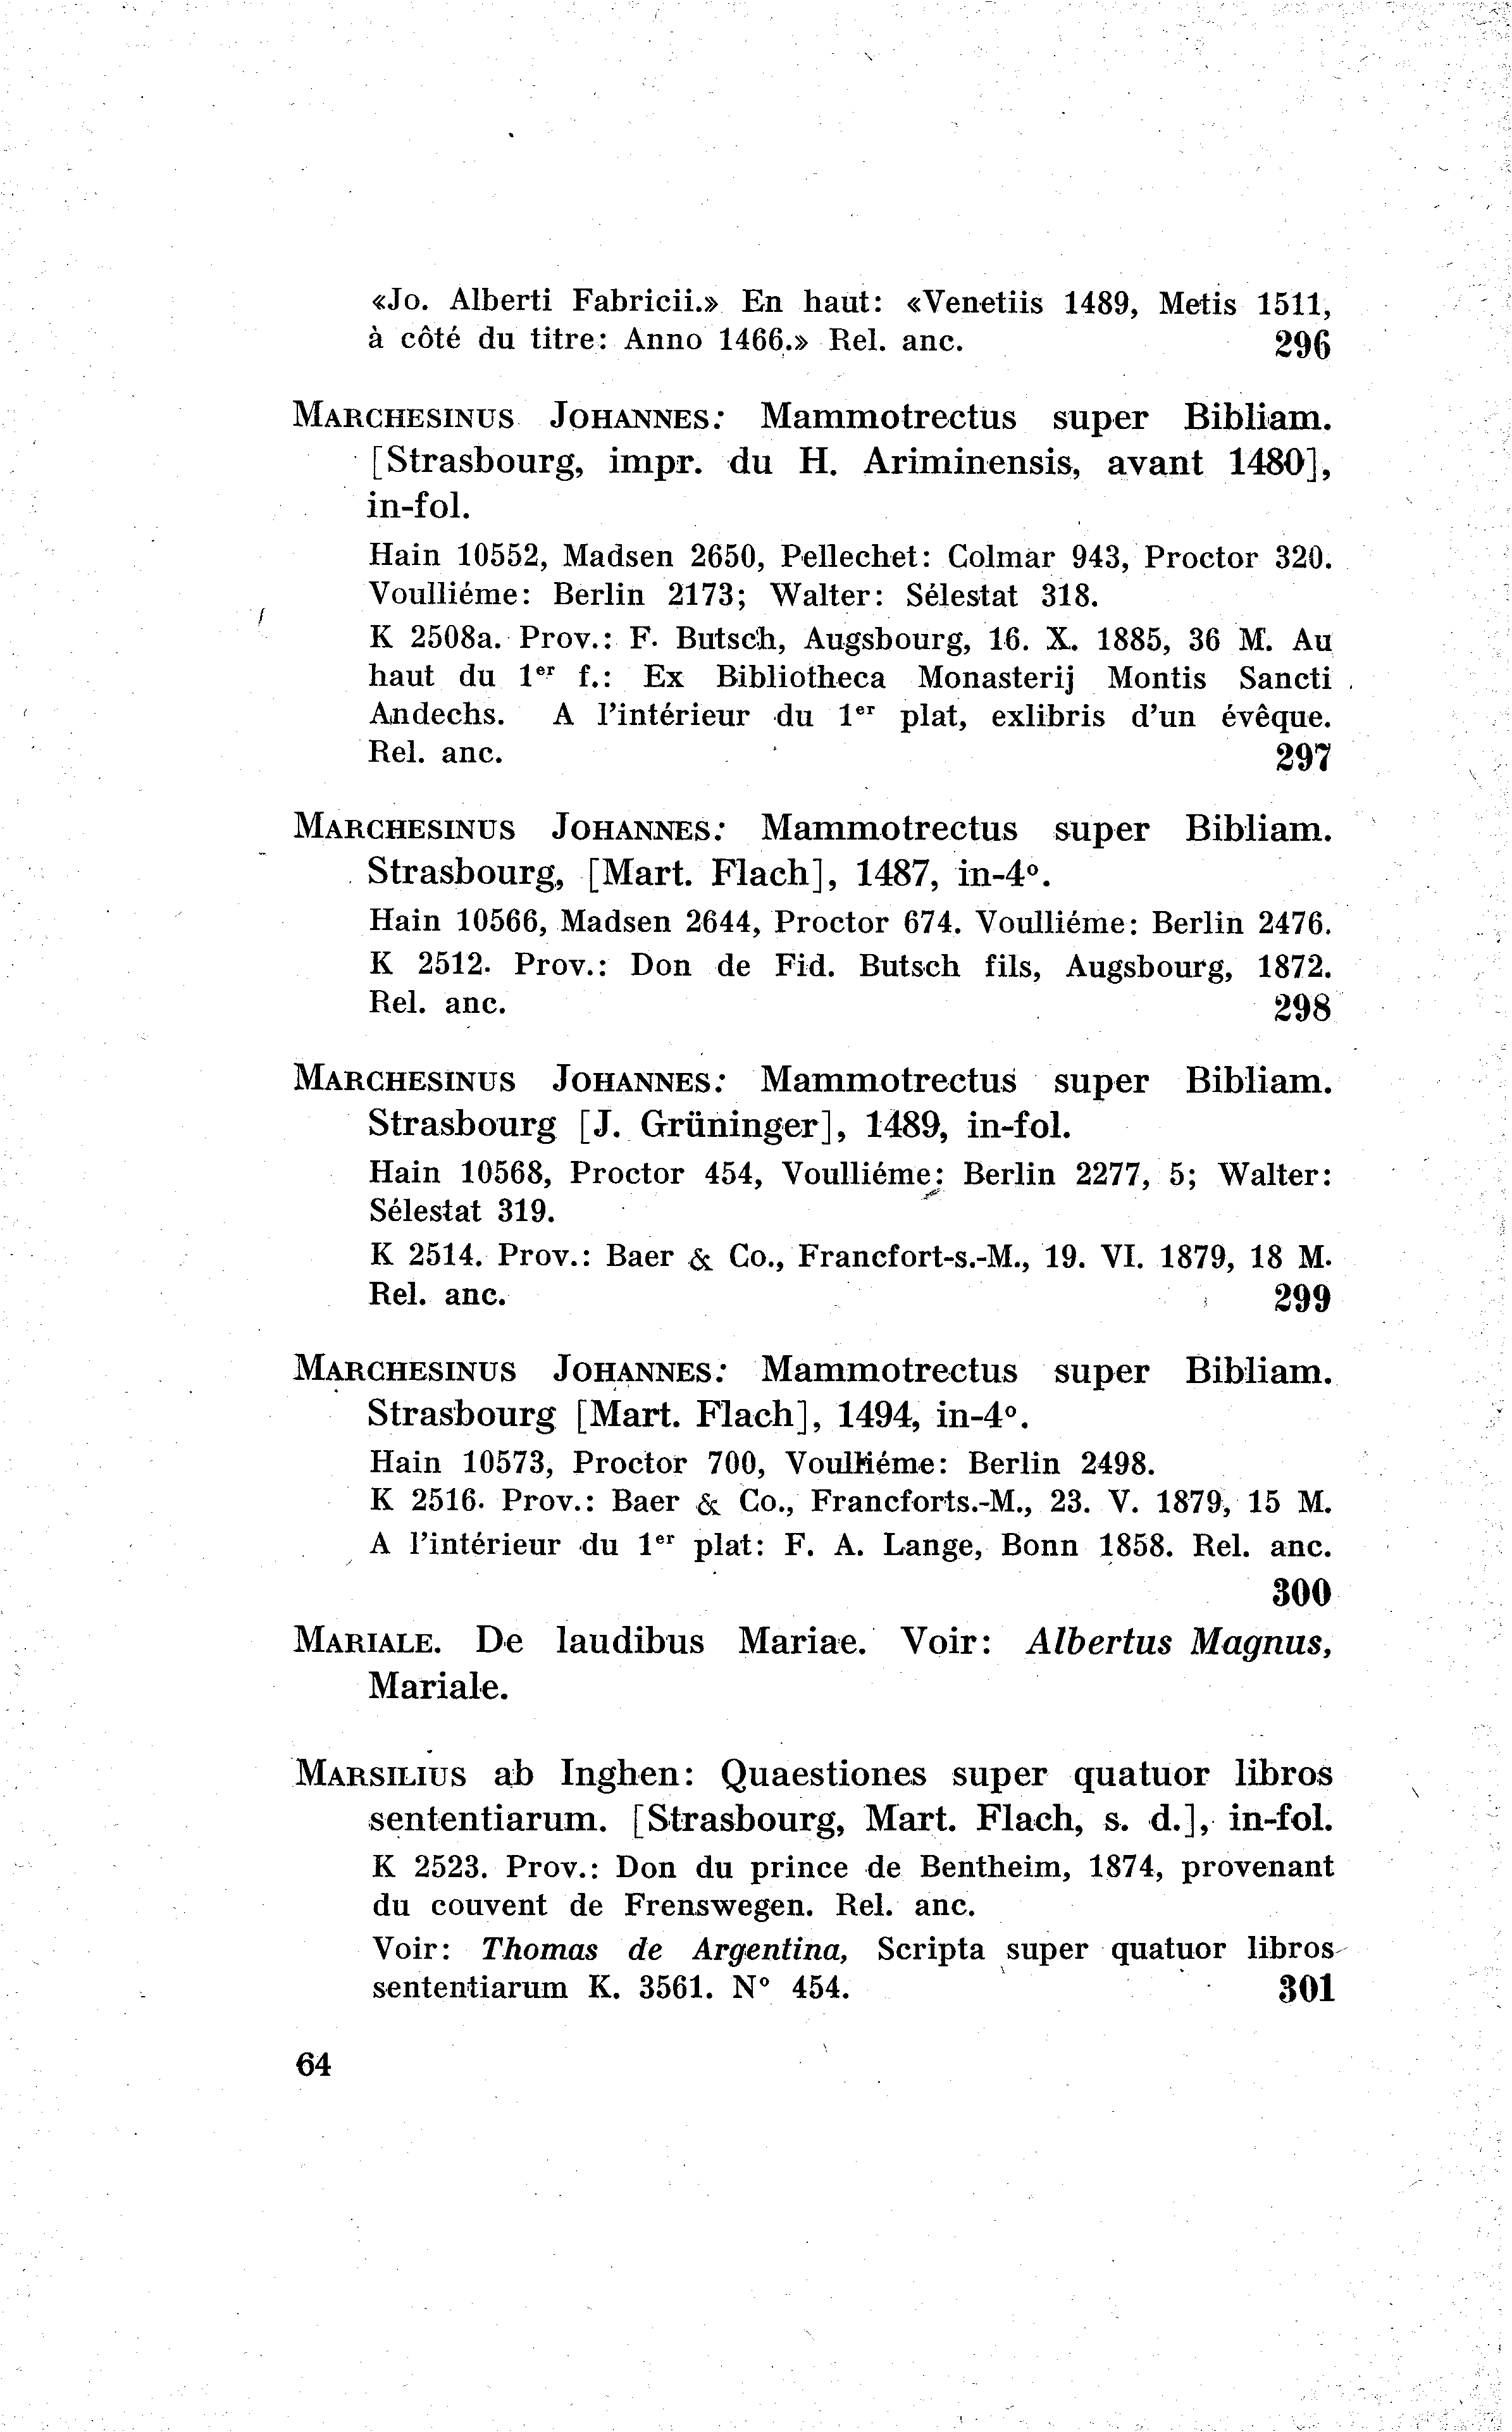 «Jo. Alberti Fabricii.» En haut: «Venetiis 1489, Metis 1511,
à côté du titre: Anno 1466.» Rel. anc. 296
MARCHESINUS JOHANNES: Mammotrectus super Bibliam.
[Strasbourg, impr. du H. Ariminensis, avant 1480],
in-fol.
Hain 10552, Madsen 2650, Pellechet: Colmar 943, Proctor 320.
Voulliéme: Berlin 2173; Walter: Sélestat 318.
K 2508a. Prov.: F. Butsch, Augsbourg, 16. X. 1885, 36 M. Au
haut du 1er f.: Ex Bibliotheca Monasterij Montis Sancti
Andechs. A l'intérieur du 1er plat, exlibris d'un évêque.
Rel. anc. 297
MARCHESINUS JOHANNES: Mammotrectus super Bibliam.
Strasbourg, [Mart. Flach], 1487, in-4º.
Hain 10566, Madsen 2644, Proctor 674. Voulliéme: Berlin 2476.
K 2512. Prov.: Don de Fid. Butsch fils, Augsbourg, 1872.
Rel. anc. 298
MARCHESINUS JOHANNES: Mammotrectus super Bibliam.
Strasbourg [J. Grüninger], 1489, in-fol.
Hain 10568, Proctor 454, Voulliéme: Berlin 2277, 5; Walter:
Sélestat 319.
K 2514. Prov.: Baer & Co., Francfort-s.-M., 19. VI. 1879, 18 M.
Rel. anc. 299
MARCHESINUS JOHANNES: Mammotrectus super Bibliam.
Strasbourg [Mart. Flach], 1494, in-4º.
Hain 10573, Proctor 700, Voulliéme: Berlin 2498.
K 2516. Prov.: Baer & Co., Francforts.-M., 23. V. 1879, 15 M.
A l'intérieur du 1er plat: F. A. Lange, Bonn 1858. Rel. anc.
300
MARIALE. De laudibus Mariae. Voir: Albertus Magnus,
Mariale.
MARSILIUS ab Inghen: Quaestiones super quatuor libros
sententiarum. [Strasbourg, Mart. Flach, s. d.], in-fol.
K 2523. Prov.: Don du prince de Bentheim, 1874, provenant
du couvent de Frenswegen. Rel. anc.
Voir: Thomas de Argentina, Scripta super quatuor libros
sententiarum K. 3561. Nº 454. 301
64